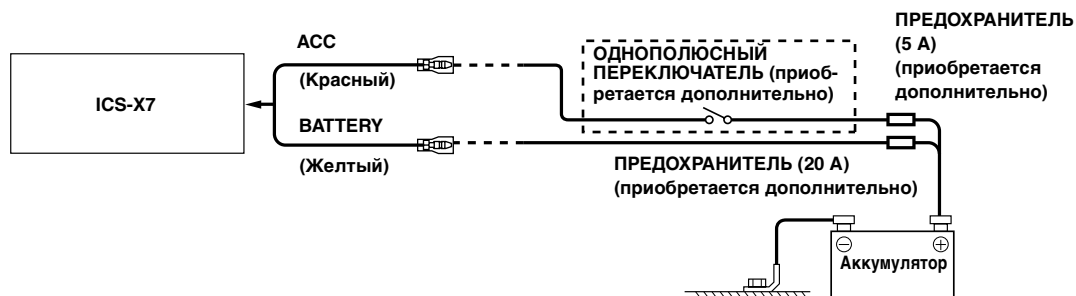 ICS-X7
ACC
(Красный)
BATTERY
(Желтый)
ОДНОПОЛЮСНЫЙ
ПЕРЕКЛЮЧАТЕЛЬ (приоб-
ретается дополнительно)
ПРЕДОХРАНИТЕЛЬ
(5 А)
(приобретается
дополнительно)
ПРЕДОХРАНИТЕЛЬ (20 А)
(приобретается дополнительно)
Аккумулятор